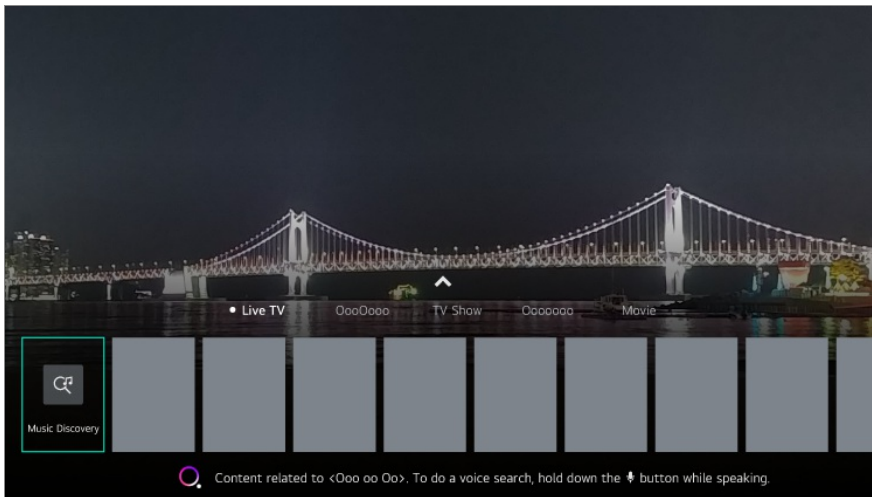 Live TV
OooOooo
TV Show
Ooooooo
Movie
Music Discovery
Content related to <Ooo oo Oo>. To do a voice search, hold down the button while speaking.